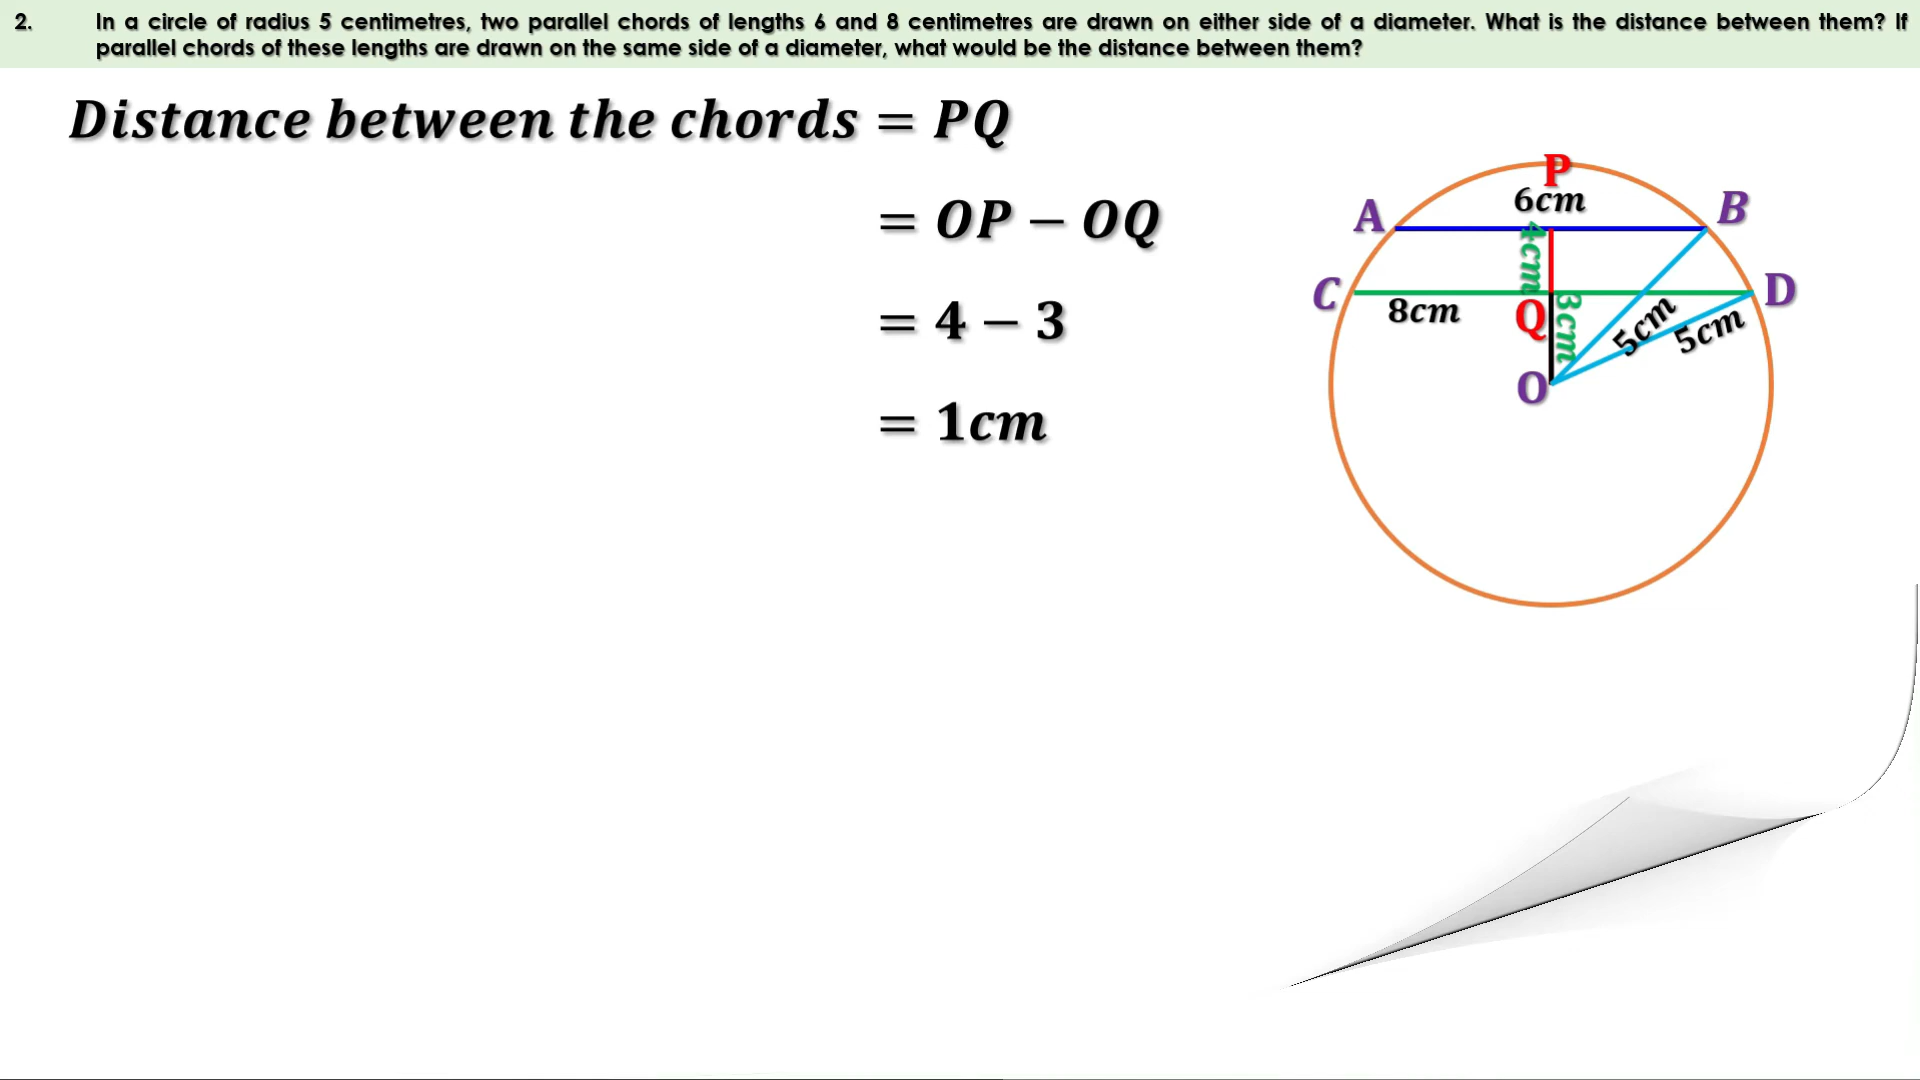 2. In a circle of radius 5 centimetres, two parallel chords of lengths 6 and 8 centimetres are drawn on either side of a diameter. What is the distance between them? If
parallel chords of these lengths are drawn on the same side of a diameter, what would be the distance between them?
Distance between the chords = PQ
= OP − OQ
= 4 − 3
= 1cm
P
6cm
A
B
4cm
C
D
8cm
Q
3cm
5cm
5cm
O